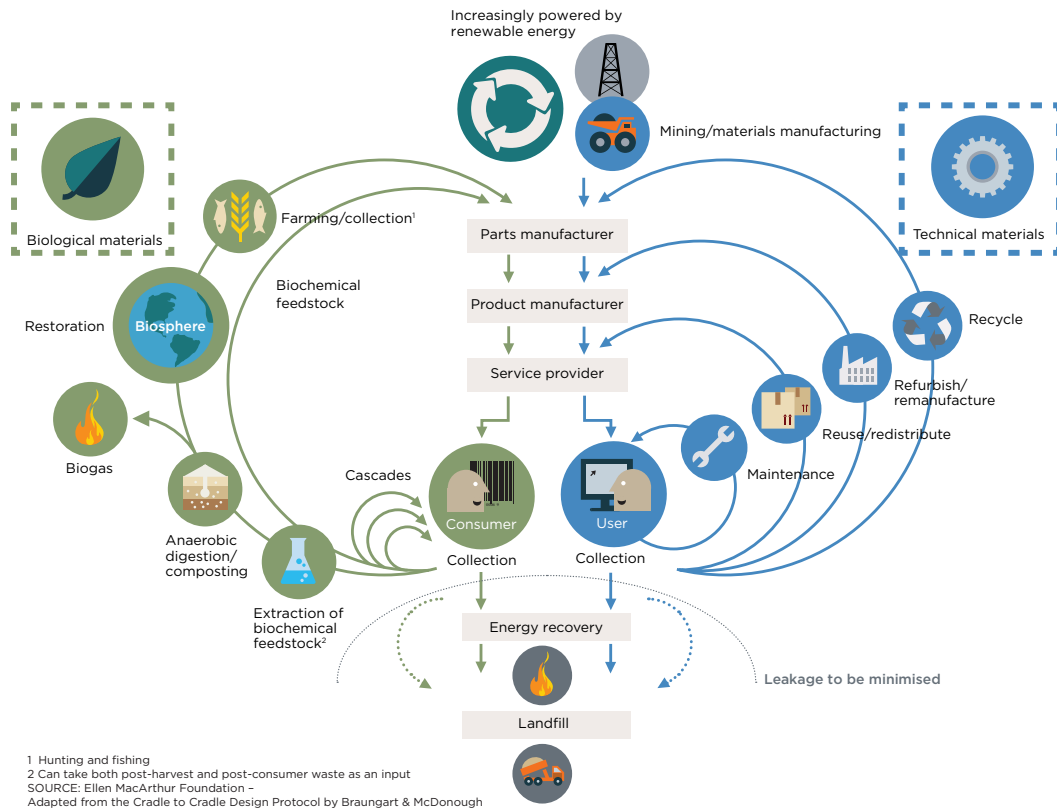 Increasingly powered by
renewable energy
Mining/materials manufacturing
Biological materials
Technical materials
Farming/collection¹
Biochemical
feedstock
Restoration
Biosphere
Biogas
Anaerobic
digestion/
composting
Extraction of
biochemical
feedstock²
Cascades
Parts manufacturer
Product manufacturer
Service provider
Consumer
User
Collection
Collection
Maintenance
Reuse/redistribute
Refurbish/
remanufacture
Recycle
Energy recovery
Leakage to be minimised
Landfill
1 Hunting and fishing
2 Can take both post-harvest and post-consumer waste as an input
SOURCE: Ellen MacArthur Foundation –
Adapted from the Cradle to Cradle Design Protocol by Braungart & McDonough